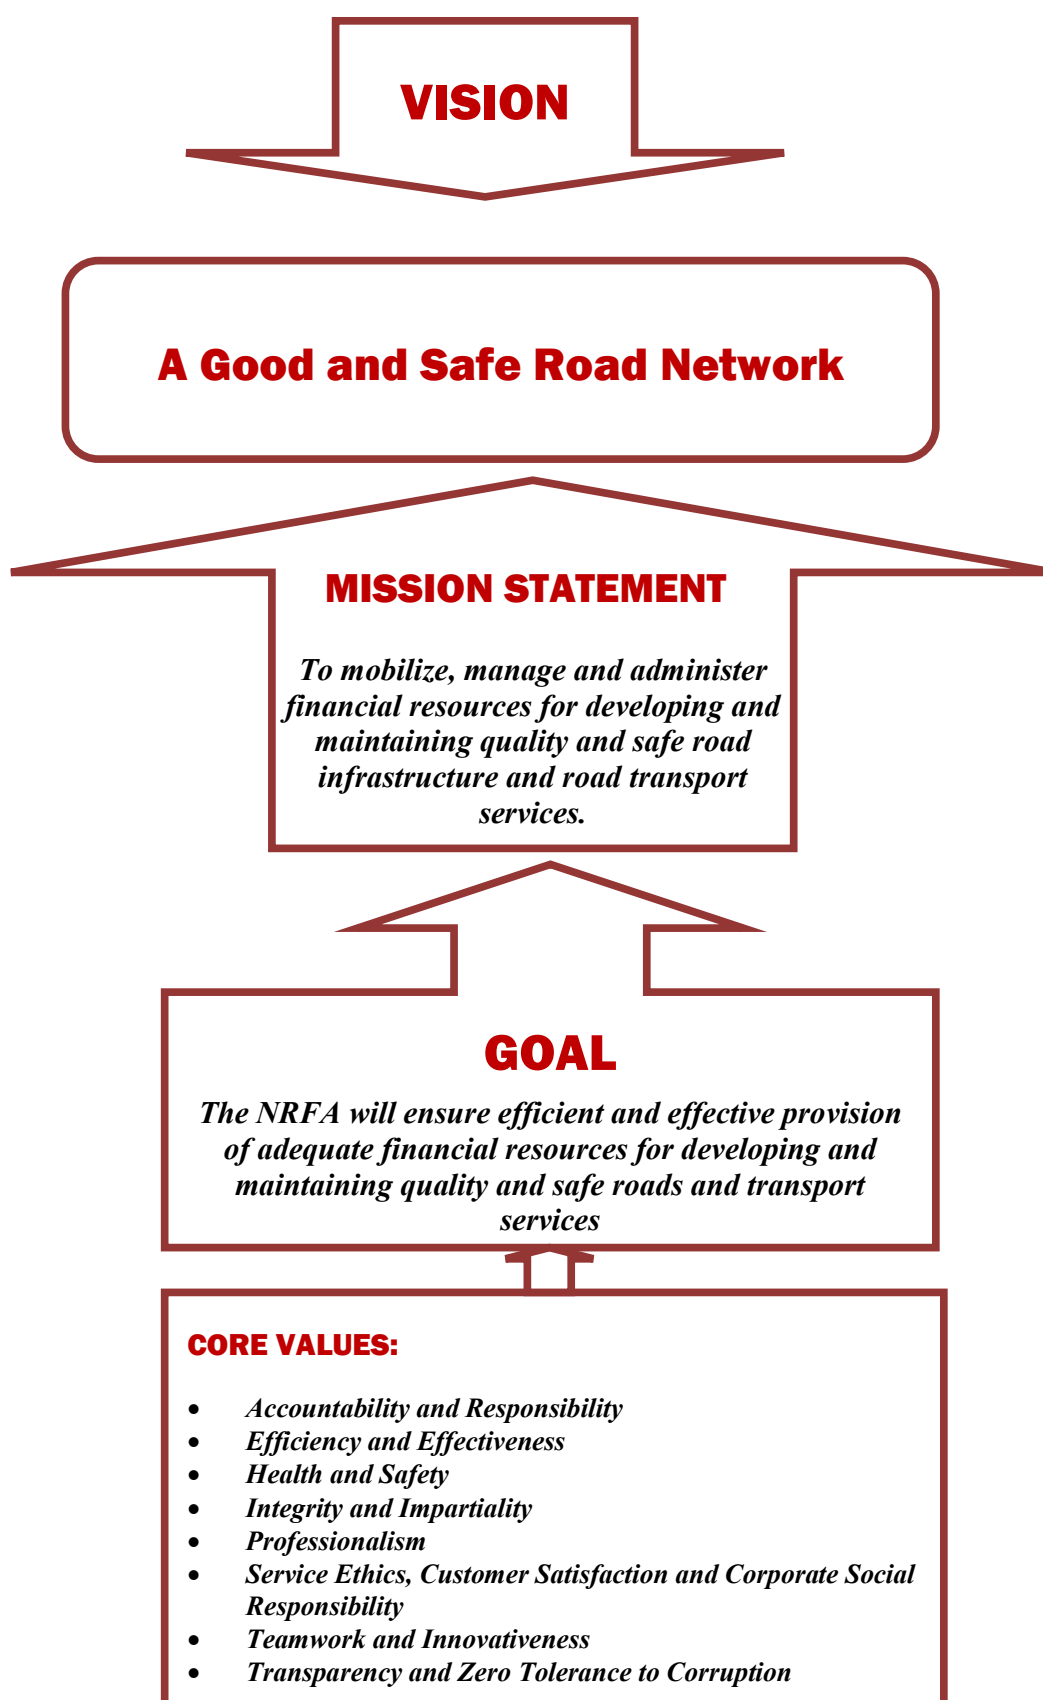 VISION
A Good and Safe Road Network
MISSION STATEMENT
To mobilize, manage and administer
financial resources for developing and
maintaining quality and safe road
infrastructure and road transport
services.
GOAL
The NRFA will ensure efficient and effective provision
of adequate financial resources for developing and
maintaining quality and safe roads and transport
services
CORE VALUES:
• Accountability and Responsibility
• Efficiency and Effectiveness
• Health and Safety
• Integrity and Impartiality
• Professionalism
• Service Ethics, Customer Satisfaction and Corporate Social
Responsibility
• Teamwork and Innovativeness
• Transparency and Zero Tolerance to Corruption